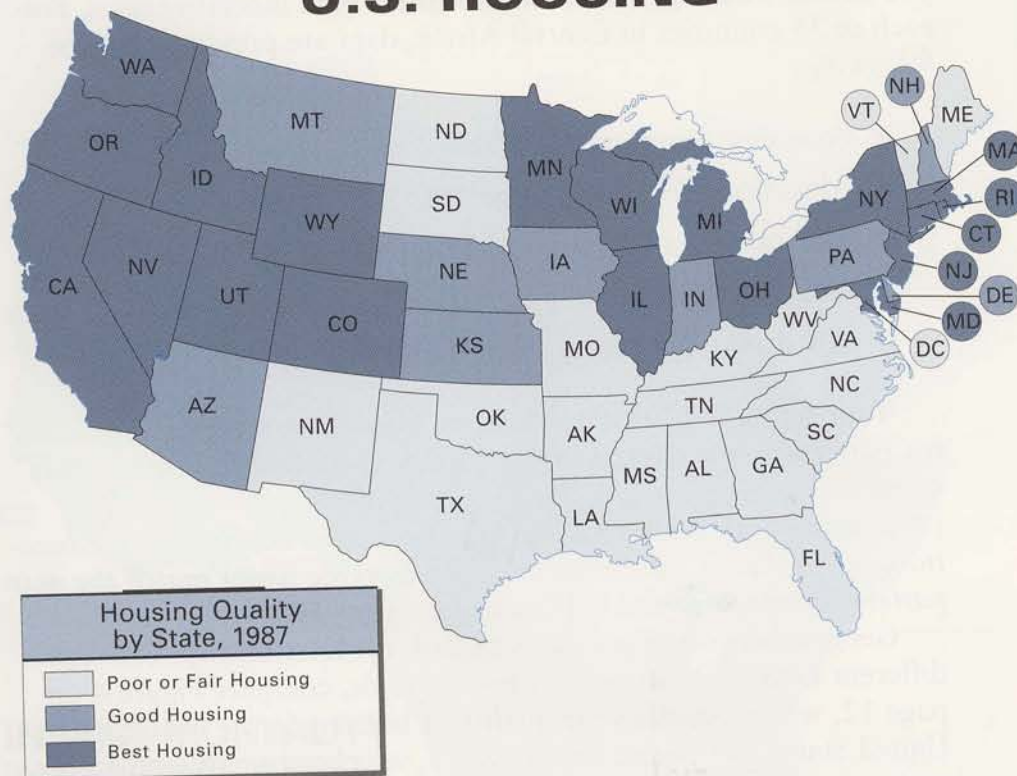 U.S. HOUSING
WA
OR
ID
MT
WY
NV
CA
UT
CO
AZ
NM
ND
SD
NE
KS
OK
TX
MN
IA
MO
AK
LA
WI
IL
MI
IN
OH
KY
TN
MS
AL
GA
FL
SC
NC
VA
WV
PA
NY
VT
NH
ME
MA
RI
CT
NJ
DE
MD
DC
Housing Quality
by State, 1987
Poor or Fair Housing
Good Housing
Best Housing